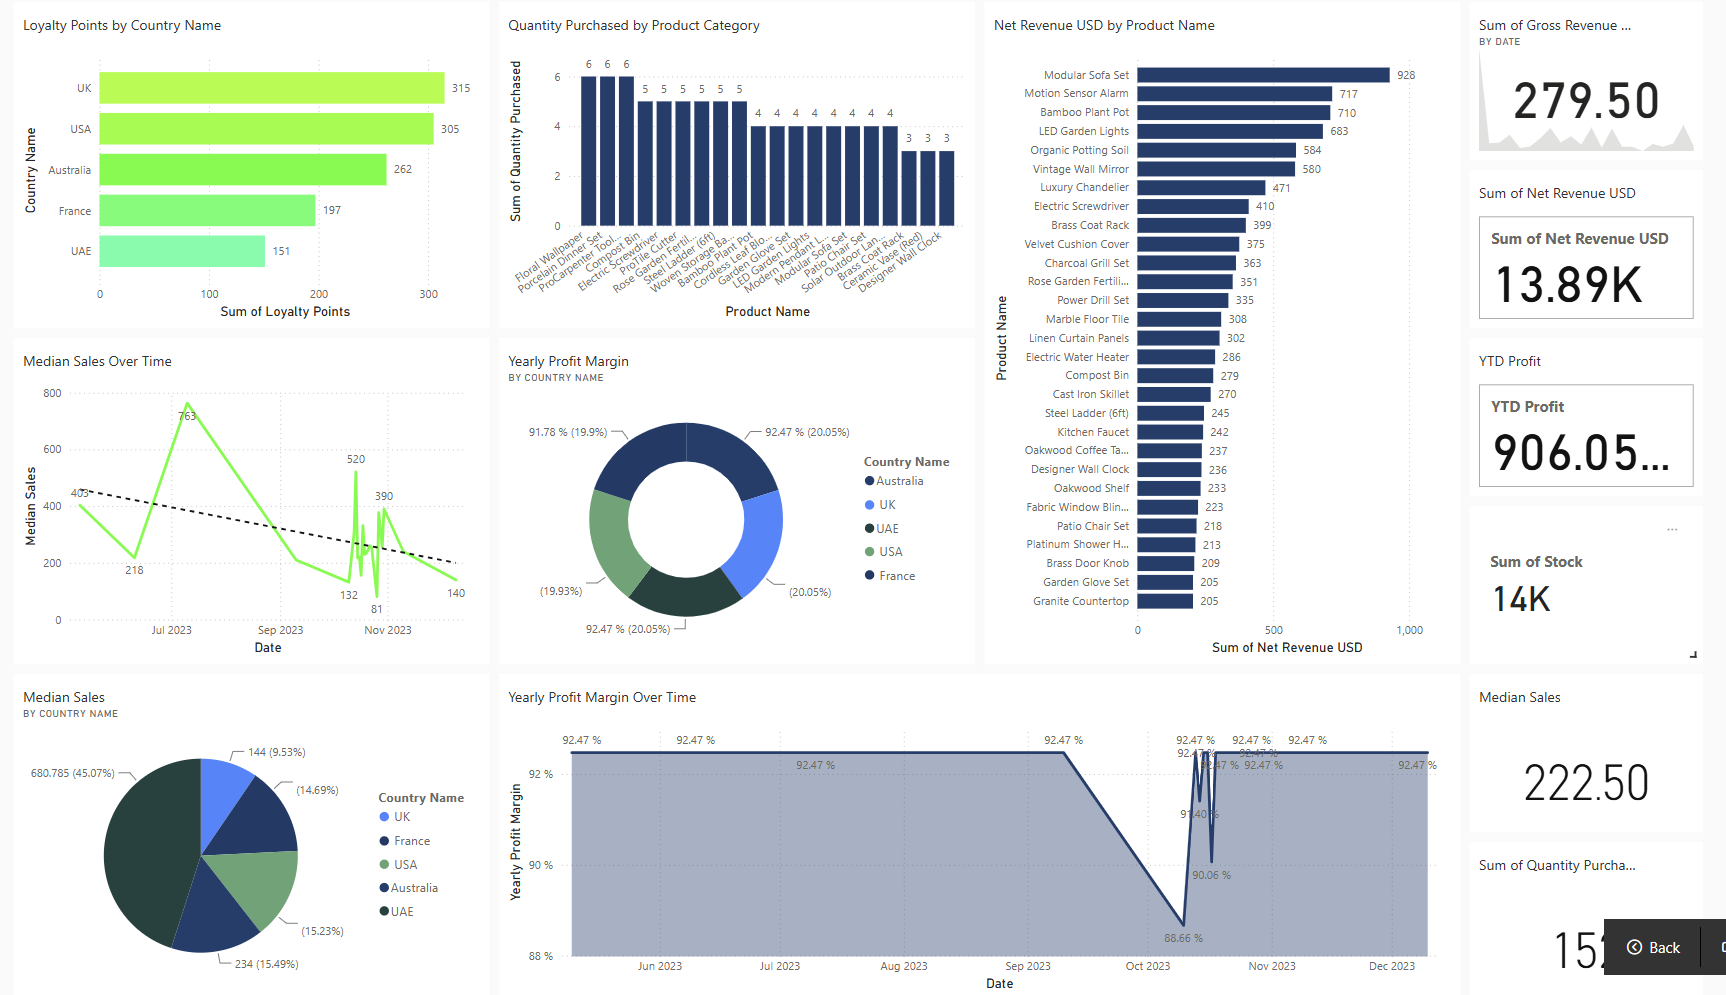 Loyalty Points by Country Name
Country Name
UK
USA
Australia
France
UAE
315
305
262
197
151
0 100 200 300
Sum of Loyalty Points
Quantity Purchased by Product Category
Sum of Quantity Purchased
6
4
2
0
6 6 6 5 5 5 5 5 5 4 4 4 4 4 4 4 4 3 3 3
Floral Wallpaper
Porcelain Dinner Set
ProCarpenter Tool...
Compost Bin
Electric Screwdriver
ProTile Cutter
Rose Garden Fertil...
Steel Ladder (6ft)
Woven Storage Ba...
Bamboo Plant Pot
Cordless Leaf Blo...
Garden Glove Set
LED Garden Lights
Modern Pendant L...
Modular Sofa Set
Patio Chair Set
Solar Outdoor Lan...
Brass Coat Rack
Ceramic Vase (Red)
Designer Wall Clock
Product Name
Net Revenue USD by Product Name
Product Name
Modular Sofa Set 928
Motion Sensor Alarm 717
Bamboo Plant Pot 710
LED Garden Lights 683
Organic Potting Soil 584
Vintage Wall Mirror 580
Luxury Chandelier 471
Electric Screwdriver 410
Brass Coat Rack 399
Velvet Cushion Cover 375
Charcoal Grill Set 363
Rose Garden Fertili... 351
Power Drill Set 335
Marble Floor Tile 308
Linen Curtain Panels 302
Electric Water Heater 286
Compost Bin 279
Cast Iron Skillet 270
Steel Ladder (6ft) 245
Kitchen Faucet 242
Oakwood Coffee Ta... 237
Designer Wall Clock 236
Oakwood Shelf 233
Fabric Window Blin... 223
Patio Chair Set 218
Platinum Shower H... 213
Brass Door Knob 209
Garden Glove Set 205
Granite Countertop 205
0 500 1,000
Sum of Net Revenue USD
Sum of Gross Revenue ...
BY DATE
279.50
Sum of Net Revenue USD
Sum of Net Revenue USD
13.89K
YTD Profit
YTD Profit
906.05...
...
Sum of Stock
14K
Median Sales Over Time
Median Sales
800
600
400
200
0
403
218
763
520
390
132
81
140
Jul 2023 Sep 2023 Nov 2023
Date
Yearly Profit Margin
BY COUNTRY NAME
91.78 % (19.9%)
92.47 % (20.05%)
(19.93%)
(20.05%)
92.47 % (20.05%)
Country Name
Australia
UK
UAE
USA
France
Median Sales
BY COUNTRY NAME
144 (9.53%)
680.785 (45.07%)
(14.69%)
(15.23%)
234 (15.49%)
Country Name
UK
France
USA
Australia
UAE
Yearly Profit Margin Over Time
Yearly Profit Margin
92 %
90 %
88 %
92.47 % 92.47 % 92.47 % 92.47 % 92.47 % 92.47 %
92.47 % 92.47 %
92.47 % 92.47 % 92.47 % 92.47 %
91.40 %
90.06 %
88.66 %
Jun 2023 Jul 2023 Aug 2023 Sep 2023 Oct 2023 Nov 2023 Dec 2023
Date
Median Sales
222.50
Sum of Quantity Purcha...
Back